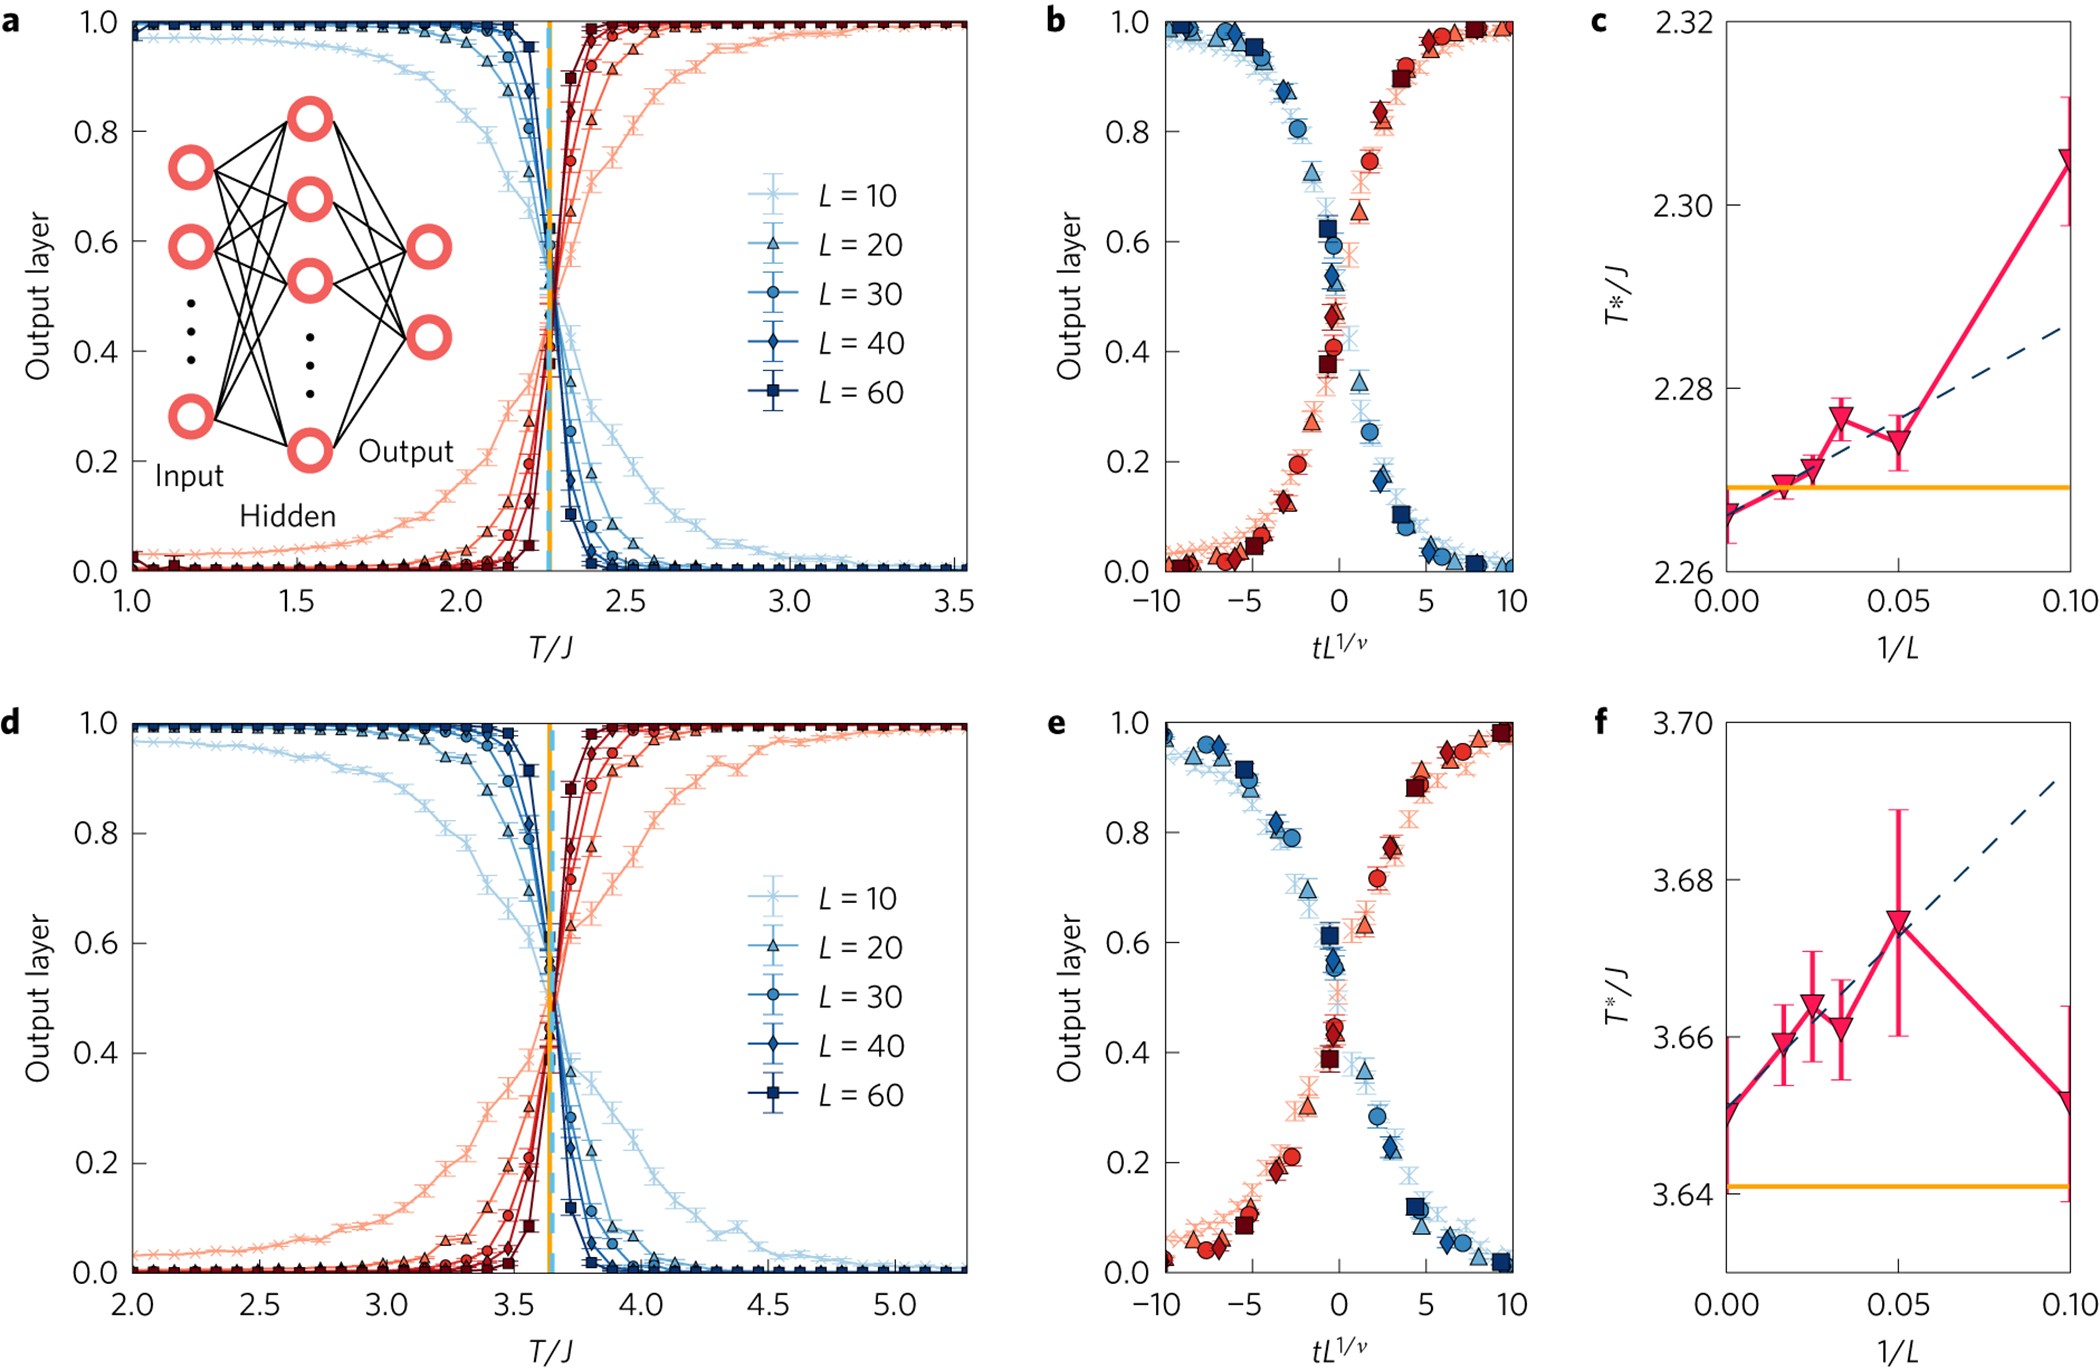 a
1.0
0.8
0.6
0.4
0.2
0.0
Output layer
Input
Hidden
Output
L = 10
L = 20
L = 30
L = 40
L = 60
1.0 1.5 2.0 2.5 3.0 3.5
T/J
b
1.0
0.8
0.6
0.4
0.2
0.0
Output layer
−10 −5 0 5 10
tL^{1/ν}
c
2.32
2.30
2.28
2.26
T*/J
0.00 0.05 0.10
1/L
d
1.0
0.8
0.6
0.4
0.2
0.0
Output layer
L = 10
L = 20
L = 30
L = 40
L = 60
2.0 2.5 3.0 3.5 4.0 4.5 5.0
T/J
e
1.0
0.8
0.6
0.4
0.2
0.0
Output layer
−10 −5 0 5 10
tL^{1/ν}
f
3.70
3.68
3.66
3.64
T*/J
0.00 0.05 0.10
1/L